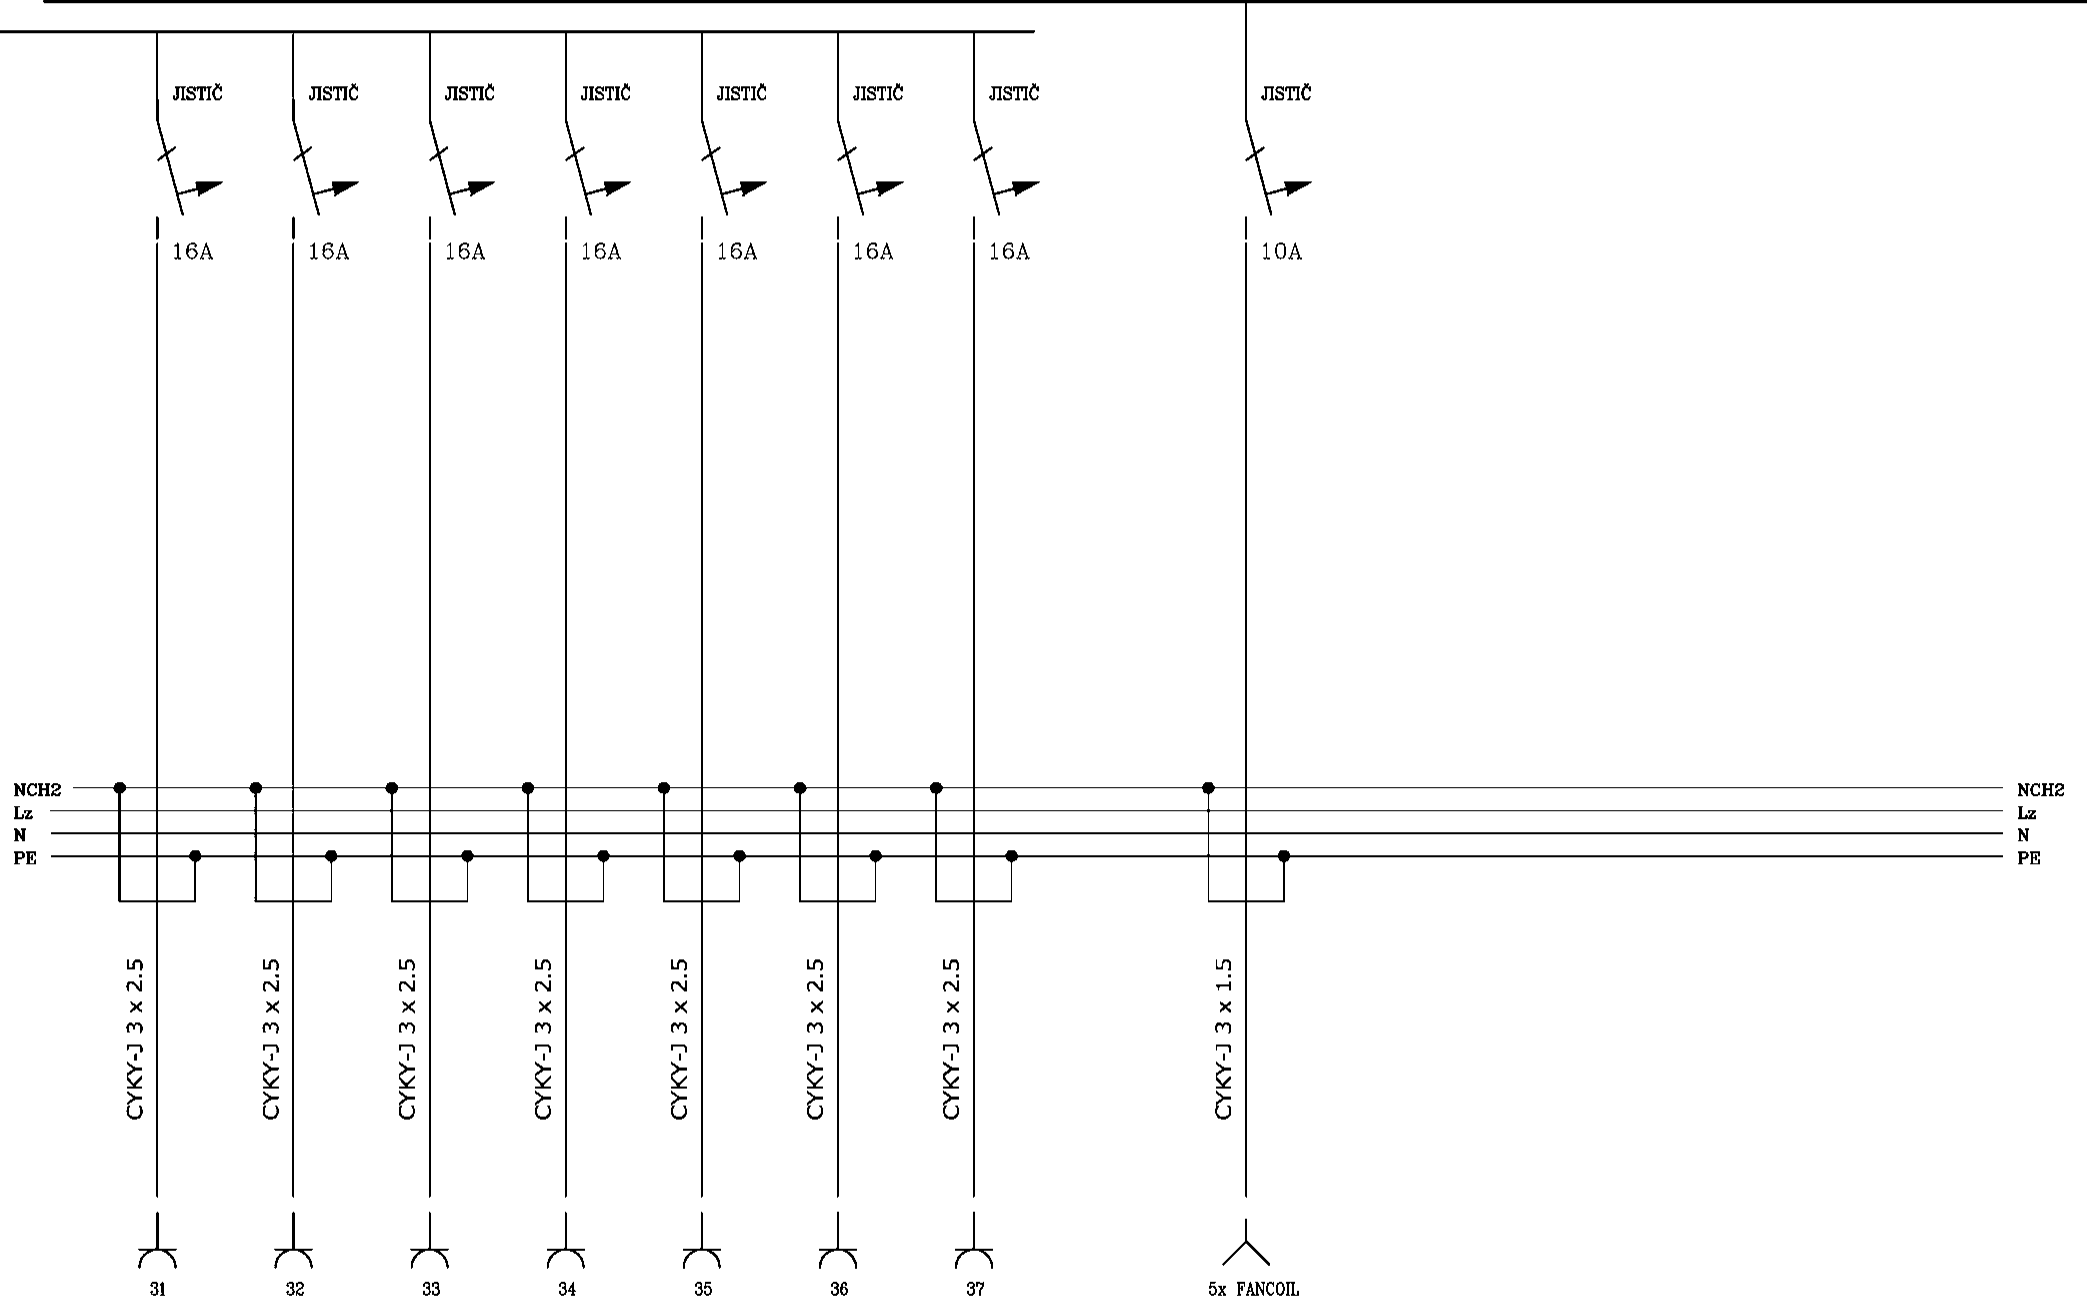 JISTIČ JISTIČ JISTIČ JISTIČ JISTIČ JISTIČ JISTIČ JISTIČ
16A 16A 16A 16A 16A 16A 16A 10A
NCH2 NCH2
Lz Lz
N N
PE PE
CYKY-J 3 x 2.5
CYKY-J 3 x 2.5
CYKY-J 3 x 2.5
CYKY-J 3 x 2.5
CYKY-J 3 x 2.5
CYKY-J 3 x 2.5
CYKY-J 3 x 2.5
CYKY-J 3 x 1.5
31 32 33 34 35 36 37 5x FANCOIL